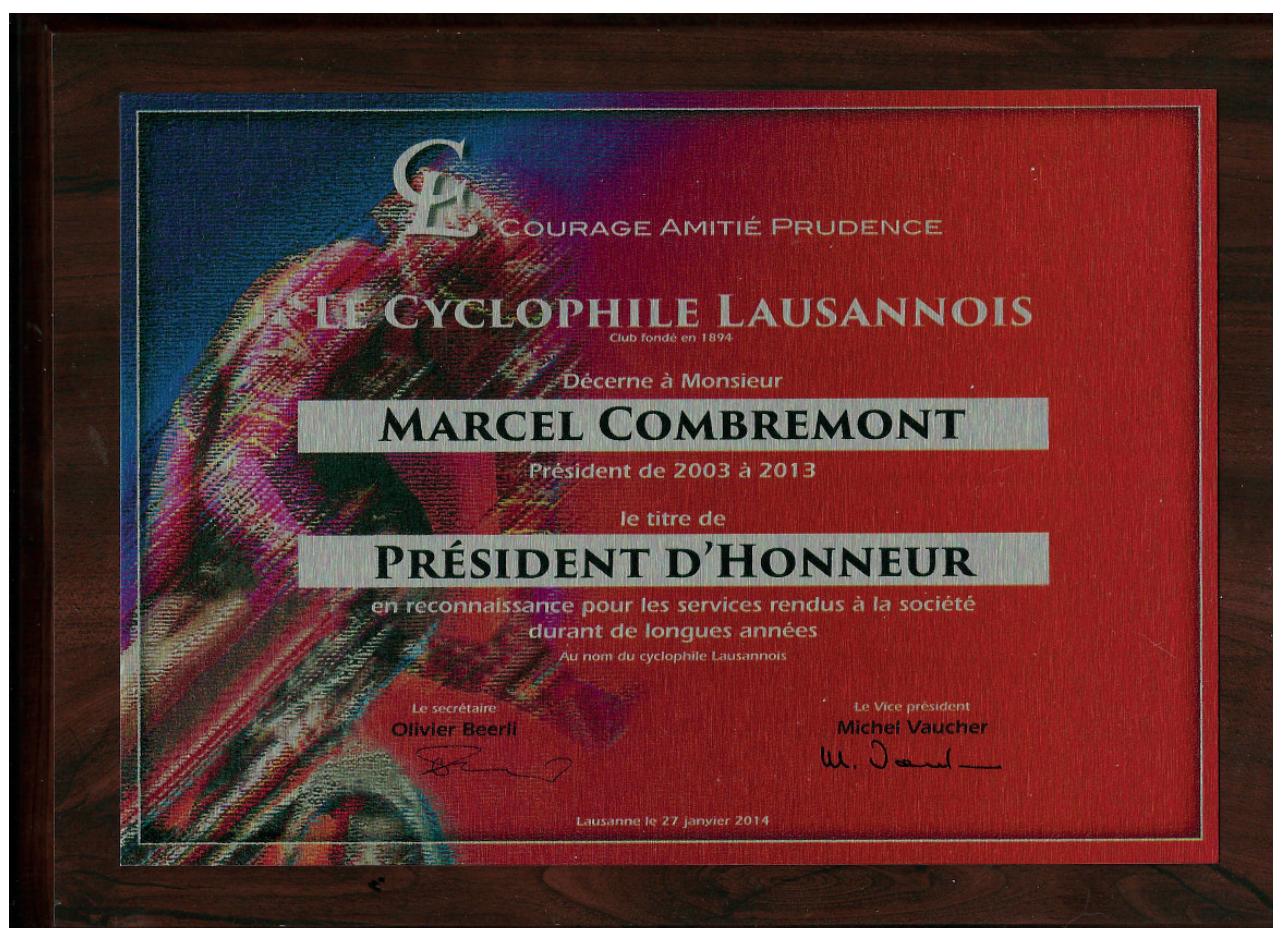 CPL
COURAGE AMITIÉ PRUDENCE
LE CYCLOPHILE LAUSANNOIS
Club fondé en 1894
Décerne à Monsieur
MARCEL COMBREMONT
Président de 2003 à 2013
le titre de
PRÉSIDENT D'HONNEUR
en reconnaissance pour les services rendus à la société
durant de longues années
Au nom du cyclophile Lausannois
Le secrétaire
Olivier Beerli
Le Vice président
Michel Vaucher
Lausanne le 27 janvier 2014